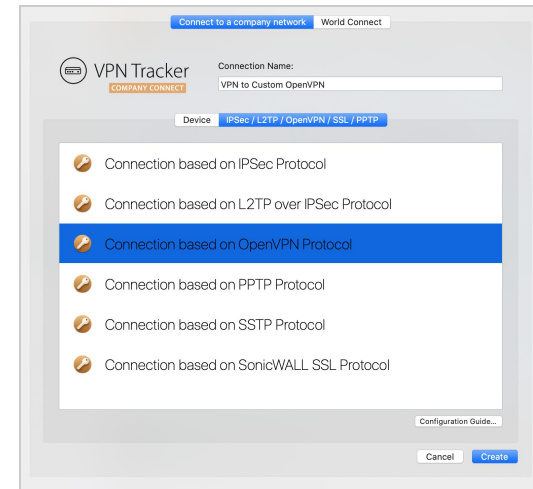 Connect to a company network World Connect
VPN Tracker
COMPANY CONNECT
Connection Name:
VPN to Custom OpenVPN
Device IPSec / L2TP / OpenVPN / SSL / PPTP
Connection based on IPSec Protocol
Connection based on L2TP over IPSec Protocol
Connection based on OpenVPN Protocol
Connection based on PPTP Protocol
Connection based on SSTP Protocol
Connection based on SonicWALL SSL Protocol
Configuration Guide...
Cancel Create